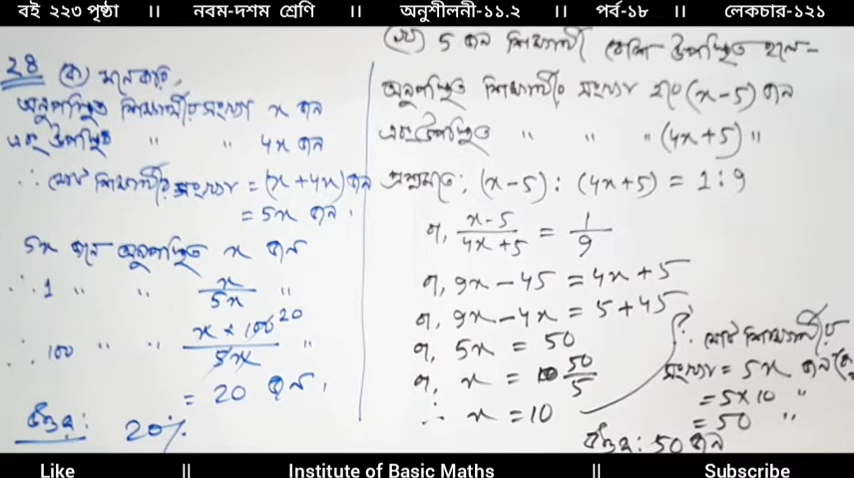 বই ২২৩ পৃষ্ঠা || নবম-দশম শ্রেণি || অনুশীলনী-১১.২ || পর্ব-১৮ || লেকচার-১২১
২৪ (ক) মনেকরি,
অনুপস্থিত শিক্ষার্থীর সংখ্যা x জন
এবং উপস্থিত " " 4x জন
∴ মোট শিক্ষার্থীর সংখ্যা = (x + 4x) জন
= 5x জন।
5x জনে অনুপস্থিত x জন
∴ 1 " " x/5x "
∴ 100 " " x × 100 20/5x "
= 20 জন।
উত্তর: 20%
(খ) 5 জন শিক্ষার্থী বেশি উপস্থিত হলে-
অনুপস্থিত শিক্ষার্থীর সংখ্যা হবে (x - 5) জন
এবং উপস্থিত " " " (4x + 5) "
প্রশ্নমতে, (x - 5) : (4x + 5) = 1 : 9
বা, x - 5/4x + 5 = 1/9
বা, 9x - 45 = 4x + 5
বা, 9x - 4x = 5 + 45
বা, 5x = 50
বা, x = 50/5
∴ x = 10
∴ মোট শিক্ষার্থীর
সংখ্যা = 5x জন
= 5 × 10 "
= 50 "
উত্তর: 50 জন
Like || Institute of Basic Maths || Subscribe